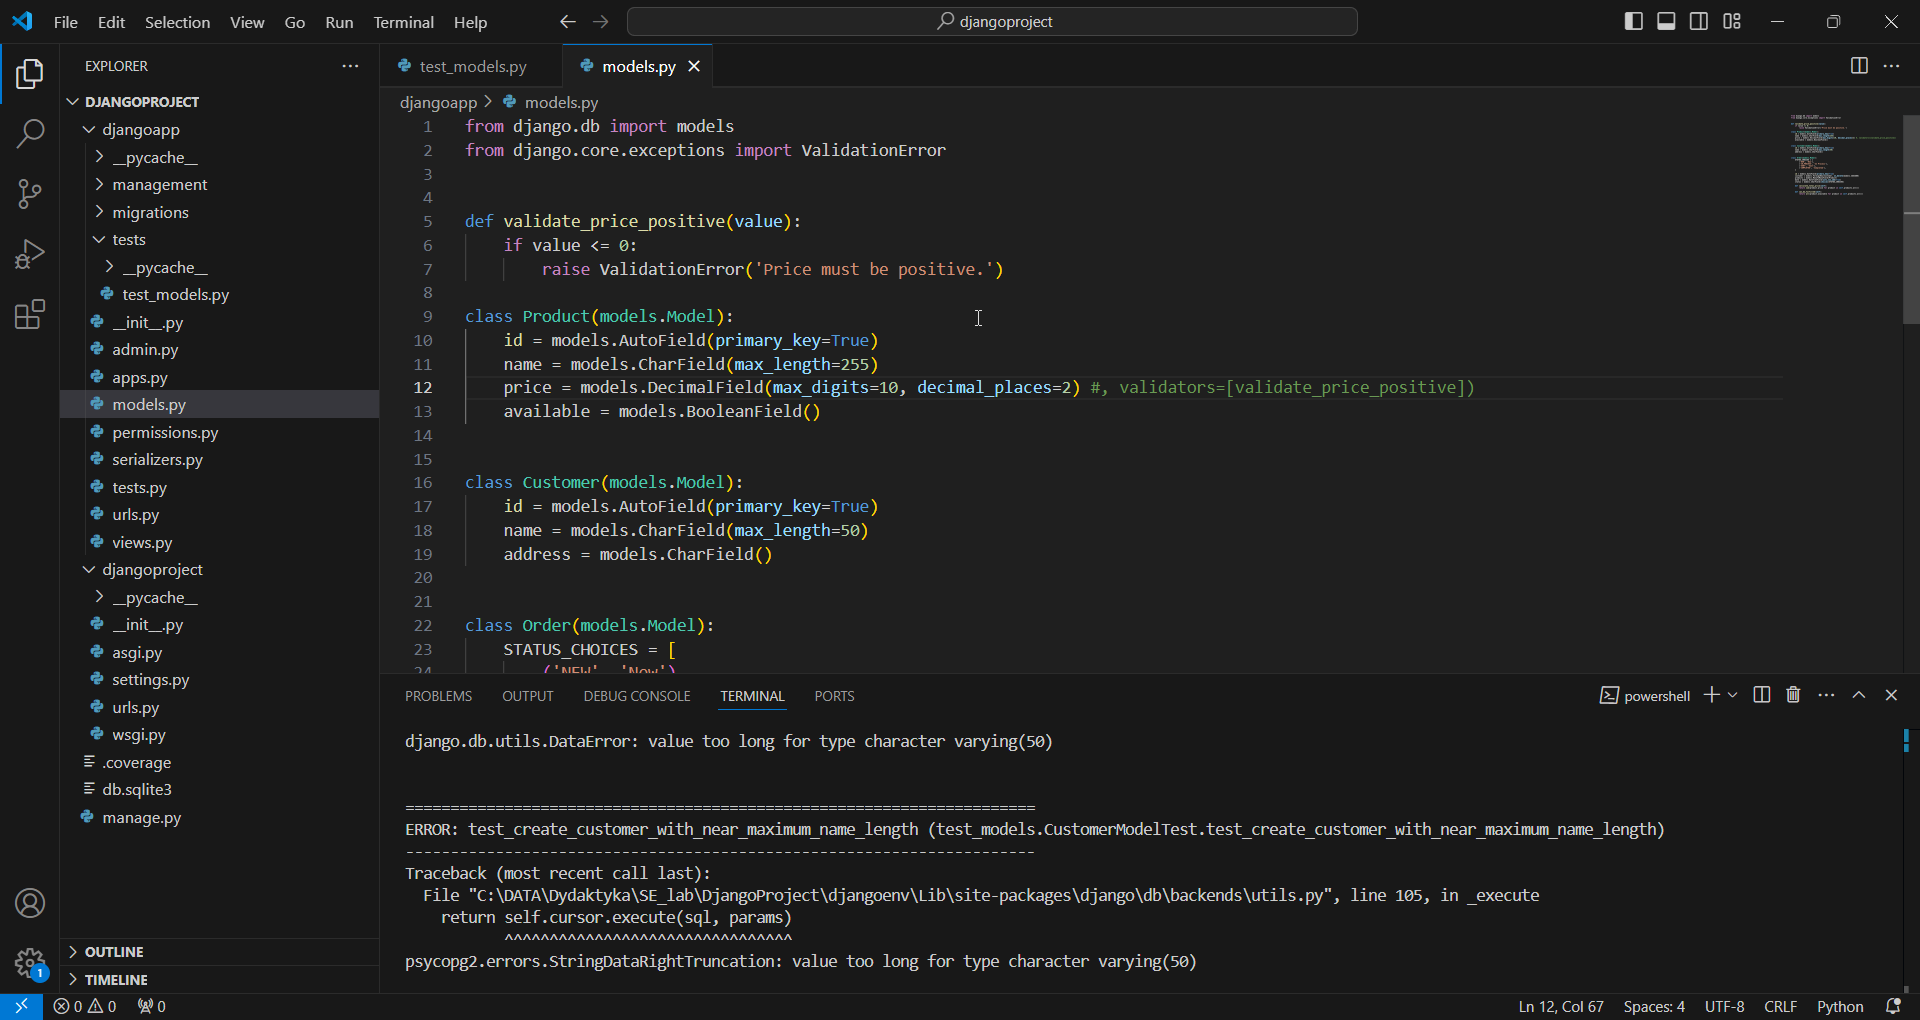 File Edit Selection View Go Run Terminal Help
djangoproject
EXPLORER
DJANGOPROJECT
djangoapp
__pycache__
management
migrations
tests
__pycache__
test_models.py
__init__.py
admin.py
apps.py
models.py
permissions.py
serializers.py
tests.py
urls.py
views.py
djangoproject
__pycache__
__init__.py
asgi.py
settings.py
urls.py
wsgi.py
.coverage
db.sqlite3
manage.py
OUTLINE
TIMELINE
1
test_models.py
models.py
djangoapp > models.py
1 from django.db import models
2 from django.core.exceptions import ValidationError
3
4
5 def validate_price_positive(value):
6 if value <= 0:
7 raise ValidationError('Price must be positive.')
8
9 class Product(models.Model):
10 id = models.AutoField(primary_key=True)
11 name = models.CharField(max_length=255)
12 price = models.DecimalField(max_digits=10, decimal_places=2) #, validators=[validate_price_positive])
13 available = models.BooleanField()
14
15
16 class Customer(models.Model):
17 id = models.AutoField(primary_key=True)
18 name = models.CharField(max_length=50)
19 address = models.CharField()
20
21
22 class Order(models.Model):
23 STATUS_CHOICES = [
24 ('NEW', 'New')
PROBLEMS OUTPUT DEBUG CONSOLE TERMINAL PORTS
powershell
django.db.utils.DataError: value too long for type character varying(50)
======================================================================
ERROR: test_create_customer_with_near_maximum_name_length (test_models.CustomerModelTest.test_create_customer_with_near_maximum_name_length)
----------------------------------------------------------------------
Traceback (most recent call last):
File "C:\DATA\Dydaktyka\SE_lab\DjangoProject\djangoenv\Lib\site-packages\django\db\backends\utils.py", line 105, in _execute
return self.cursor.execute(sql, params)
^^^^^^^^^^^^^^^^^^^^^^^^^^^^^^^^
psycopg2.errors.StringDataRightTruncation: value too long for type character varying(50)
0 0 0
Ln 12, Col 67 Spaces: 4 UTF-8 CRLF Python